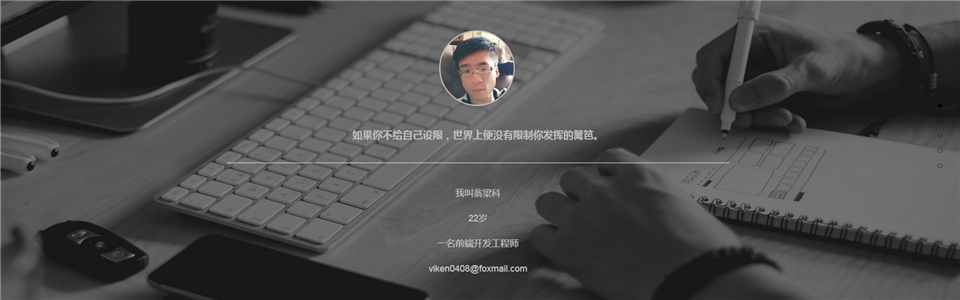 如果你不给自己设限，世界上便没有限制你发挥的篱笆。
我叫翁梁科
22岁
一名前端开发工程师
viken0408@foxmail.com